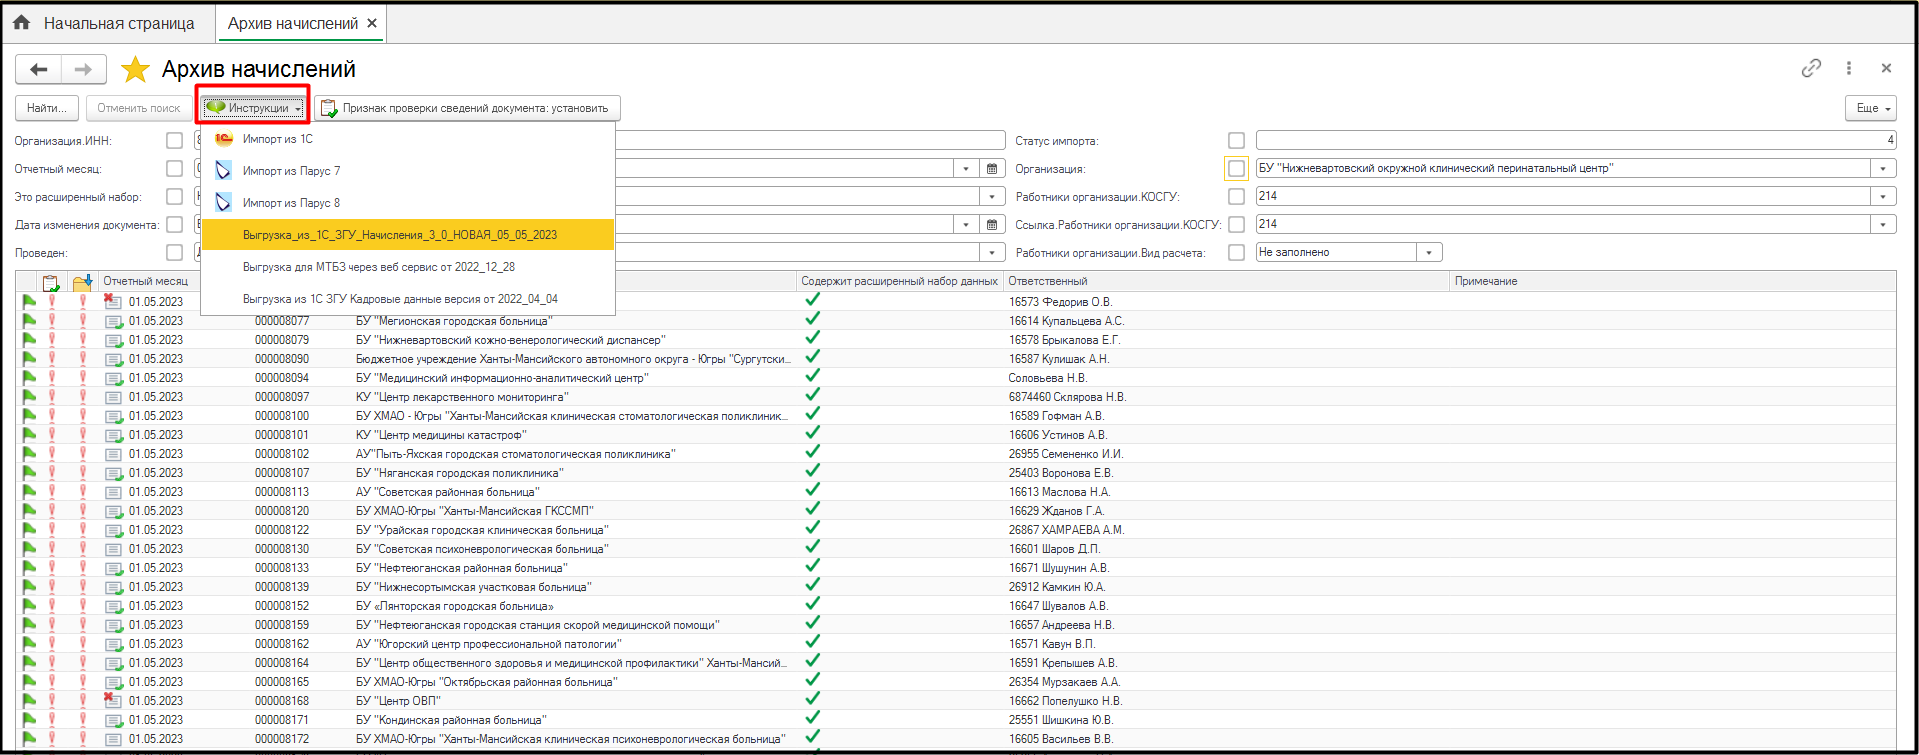 Начальная страница
Архив начислений ×
Архив начислений
Найти...
Отменить поиск
Инструкции
Признак проверки сведений документа: установить
Еще
Организация.ИНН:
Статус импорта:
4
Импорт из 1С
Отчетный месяц:
Импорт из Парус 7
Организация:
БУ "Нижневартовский окружной клинический перинатальный центр"
Это расширенный набор:
Импорт из Парус 8
Работники организации.КОСГУ:
214
Дата изменения документа:
Выгрузка_из_1С_ЗГУ_Начисления_3_0_НОВАЯ_05_05_2023
Ссылка.Работники организации.КОСГУ:
214
Проведен:
Выгрузка для МТБЗ через веб сервис от 2022_12_28
Работники организации.Вид расчета:
Не заполнено
Выгрузка из 1С ЗГУ Кадровые данные версия от 2022_04_04
Отчетный месяц
Содержит расширенный набор данных
Ответственный
Примечание
01.05.2023 16573 Федорив О.В.
01.05.2023 000008077 БУ "Мегионская городская больница" 16614 Купальцева А.С.
01.05.2023 000008079 БУ "Нижневартовский кожно-венерологический диспансер" 16578 Брыкалова Е.Г.
01.05.2023 000008090 Бюджетное учреждение Ханты-Мансийского автономного округа - Югры "Сургутски... 16587 Кулишак А.Н.
01.05.2023 000008094 БУ "Медицинский информационно-аналитический центр" Соловьева Н.В.
01.05.2023 000008097 КУ "Центр лекарственного мониторинга" 6874460 Склярова Н.В.
01.05.2023 000008100 БУ ХМАО - Югры "Ханты-Мансийская клиническая стоматологическая поликлиник... 16589 Гофман А.В.
01.05.2023 000008101 КУ "Центр медицины катастроф" 16606 Устинов А.В.
01.05.2023 000008102 АУ"Пыть-Яхская городская стоматологическая поликлиника" 26955 Семененко И.И.
01.05.2023 000008107 БУ "Няганская городская поликлиника" 25403 Воронова Е.В.
01.05.2023 000008113 АУ "Советская районная больница" 16613 Маслова Н.А.
01.05.2023 000008120 БУ ХМАО-Югры "Ханты-Мансийская ГКССМП" 16629 Жданов Г.А.
01.05.2023 000008122 БУ "Урайская городская клиническая больница" 26867 ХАМРАЕВА А.М.
01.05.2023 000008130 БУ "Советская психоневрологическая больница" 16601 Шаров Д.П.
01.05.2023 000008133 БУ "Нефтеюганская районная больница" 16671 Шушунин А.В.
01.05.2023 000008139 БУ "Нижнесортымская участковая больница" 26912 Камкин Ю.А.
01.05.2023 000008152 БУ «Лянторская городская больница» 16647 Шувалов А.В.
01.05.2023 000008159 БУ "Нефтеюганская городская станция скорой медицинской помощи" 16657 Андреева Н.В.
01.05.2023 000008162 АУ "Югорский центр профессиональной патологии" 16571 Кавун В.П.
01.05.2023 000008164 БУ "Центр общественного здоровья и медицинской профилактики" Ханты-Мансий... 16591 Крепышев А.В.
01.05.2023 000008165 БУ ХМАО-Югры "Октябрьская районная больница" 26354 Мурзакаев А.А.
01.05.2023 000008168 БУ "Центр ОВП" 16662 Попелушко Н.В.
01.05.2023 000008171 БУ "Кондинская районная больница" 25551 Шишкина Ю.В.
01.05.2023 000008172 БУ ХМАО-Югры "Ханты-Мансийская клиническая психоневрологическая больница" 16605 Васильев В.В.